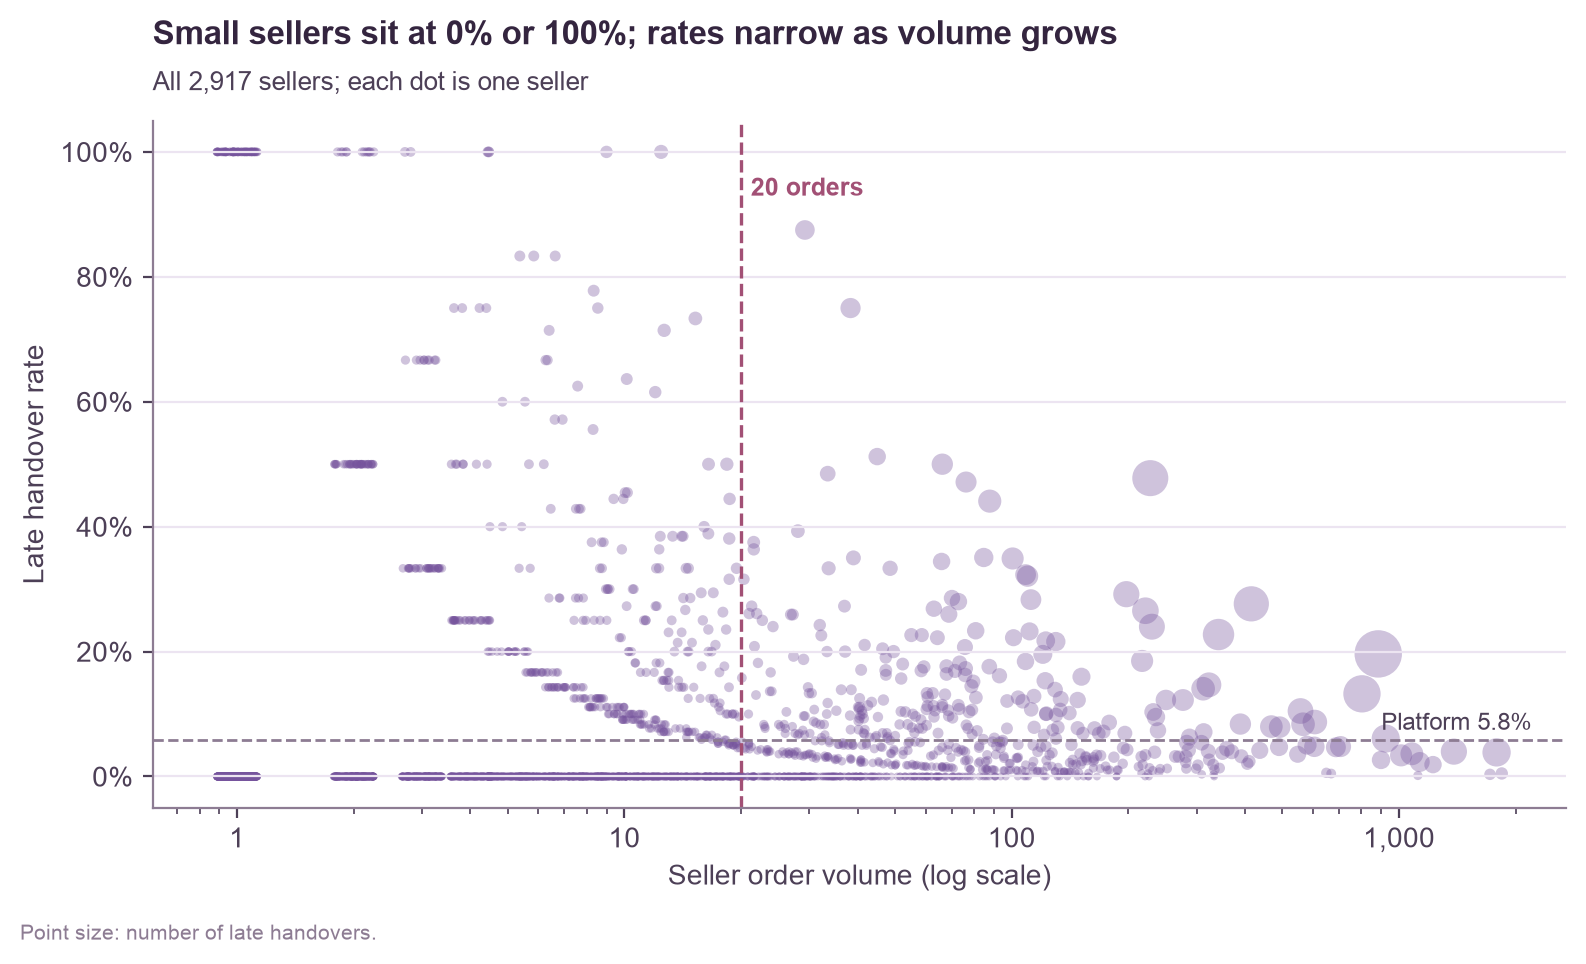 Small sellers sit at 0% or 100%; rates narrow as volume grows
All 2,917 sellers; each dot is one seller
100%
20 orders
80%
60%
Late handover rate
40%
20%
Platform 5.8%
0%
1
10
100
1,000
Seller order volume (log scale)
Point size: number of late handovers.